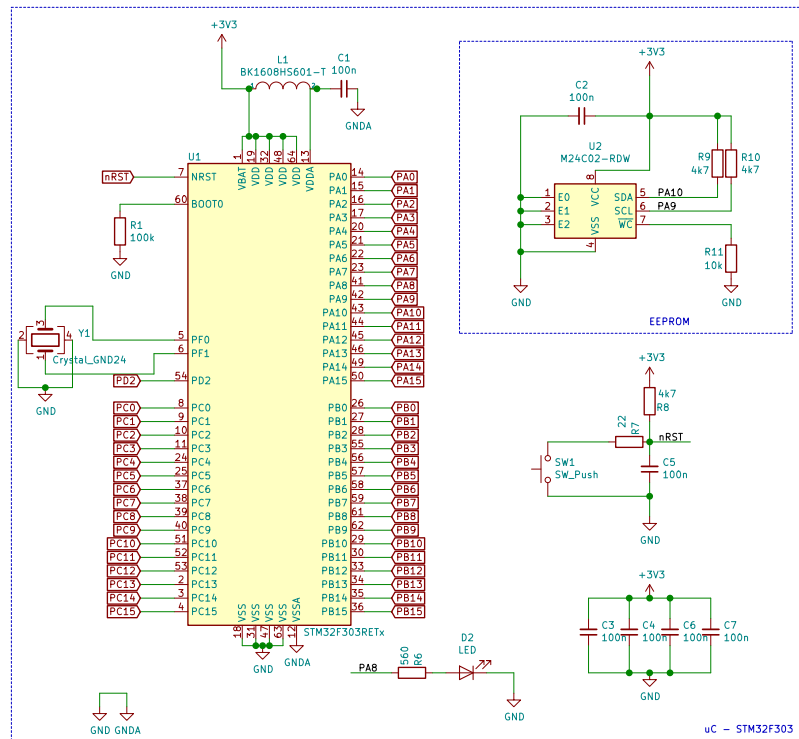 +3V3
L1
BK1608HS601-T
1
2
C1
100n
GNDA
U1
STM32F303RETx
1 VBAT
19 VDD
32 VDD
48 VDD
64 VDD
13 VDDA
nRST 7 NRST
60 BOOT0
R1
100k
GND
5 PF0
6 PF1
Y1
Crystal_GND24
3
2
4
1
GND
PD2 54 PD2
PC0 8 PC0
PC1 9 PC1
PC2 10 PC2
PC3 11 PC3
PC4 24 PC4
PC5 25 PC5
PC6 37 PC6
PC7 38 PC7
PC8 39 PC8
PC9 40 PC9
PC10 51 PC10
PC11 52 PC11
PC12 53 PC12
PC13 2 PC13
PC14 3 PC14
PC15 4 PC15
PA0 14 PA0
PA1 15 PA1
PA2 16 PA2
PA3 17 PA3
PA4 20 PA4
PA5 21 PA5
PA6 22 PA6
PA7 23 PA7
PA8 41 PA8
PA9 42 PA9
PA10 43 PA10
PA11 44 PA11
PA12 45 PA12
PA13 46 PA13
PA14 49 PA14
PA15 50 PA15
PB0 26 PB0
PB1 27 PB1
PB2 28 PB2
PB3 55 PB3
PB4 56 PB4
PB5 57 PB5
PB6 58 PB6
PB7 59 PB7
PB8 61 PB8
PB9 62 PB9
PB10 29 PB10
PB11 30 PB11
PB12 33 PB12
PB13 34 PB13
PB14 35 PB14
PB15 36 PB15
18 VSS
31 VSS
47 VSS
63 VSS
12 VSSA
GND
GNDA
GND
GNDA
PA8
560
R6
D2
LED
GND
+3V3
C2
100n
U2
M24C02-RDW
8 VCC
1 E0
2 E1
3 E2
SDA 5 PA10
SCL 6 PA9
WC 7
VSS 4
R9
4k7
R10
4k7
R11
10k
GND
GND
EEPROM
+3V3
4k7
R8
22
R7
nRST
SW1
SW_Push
C5
100n
GND
+3V3
C3
100n
C4
100n
C6
100n
C7
100n
GND
uC - STM32F303